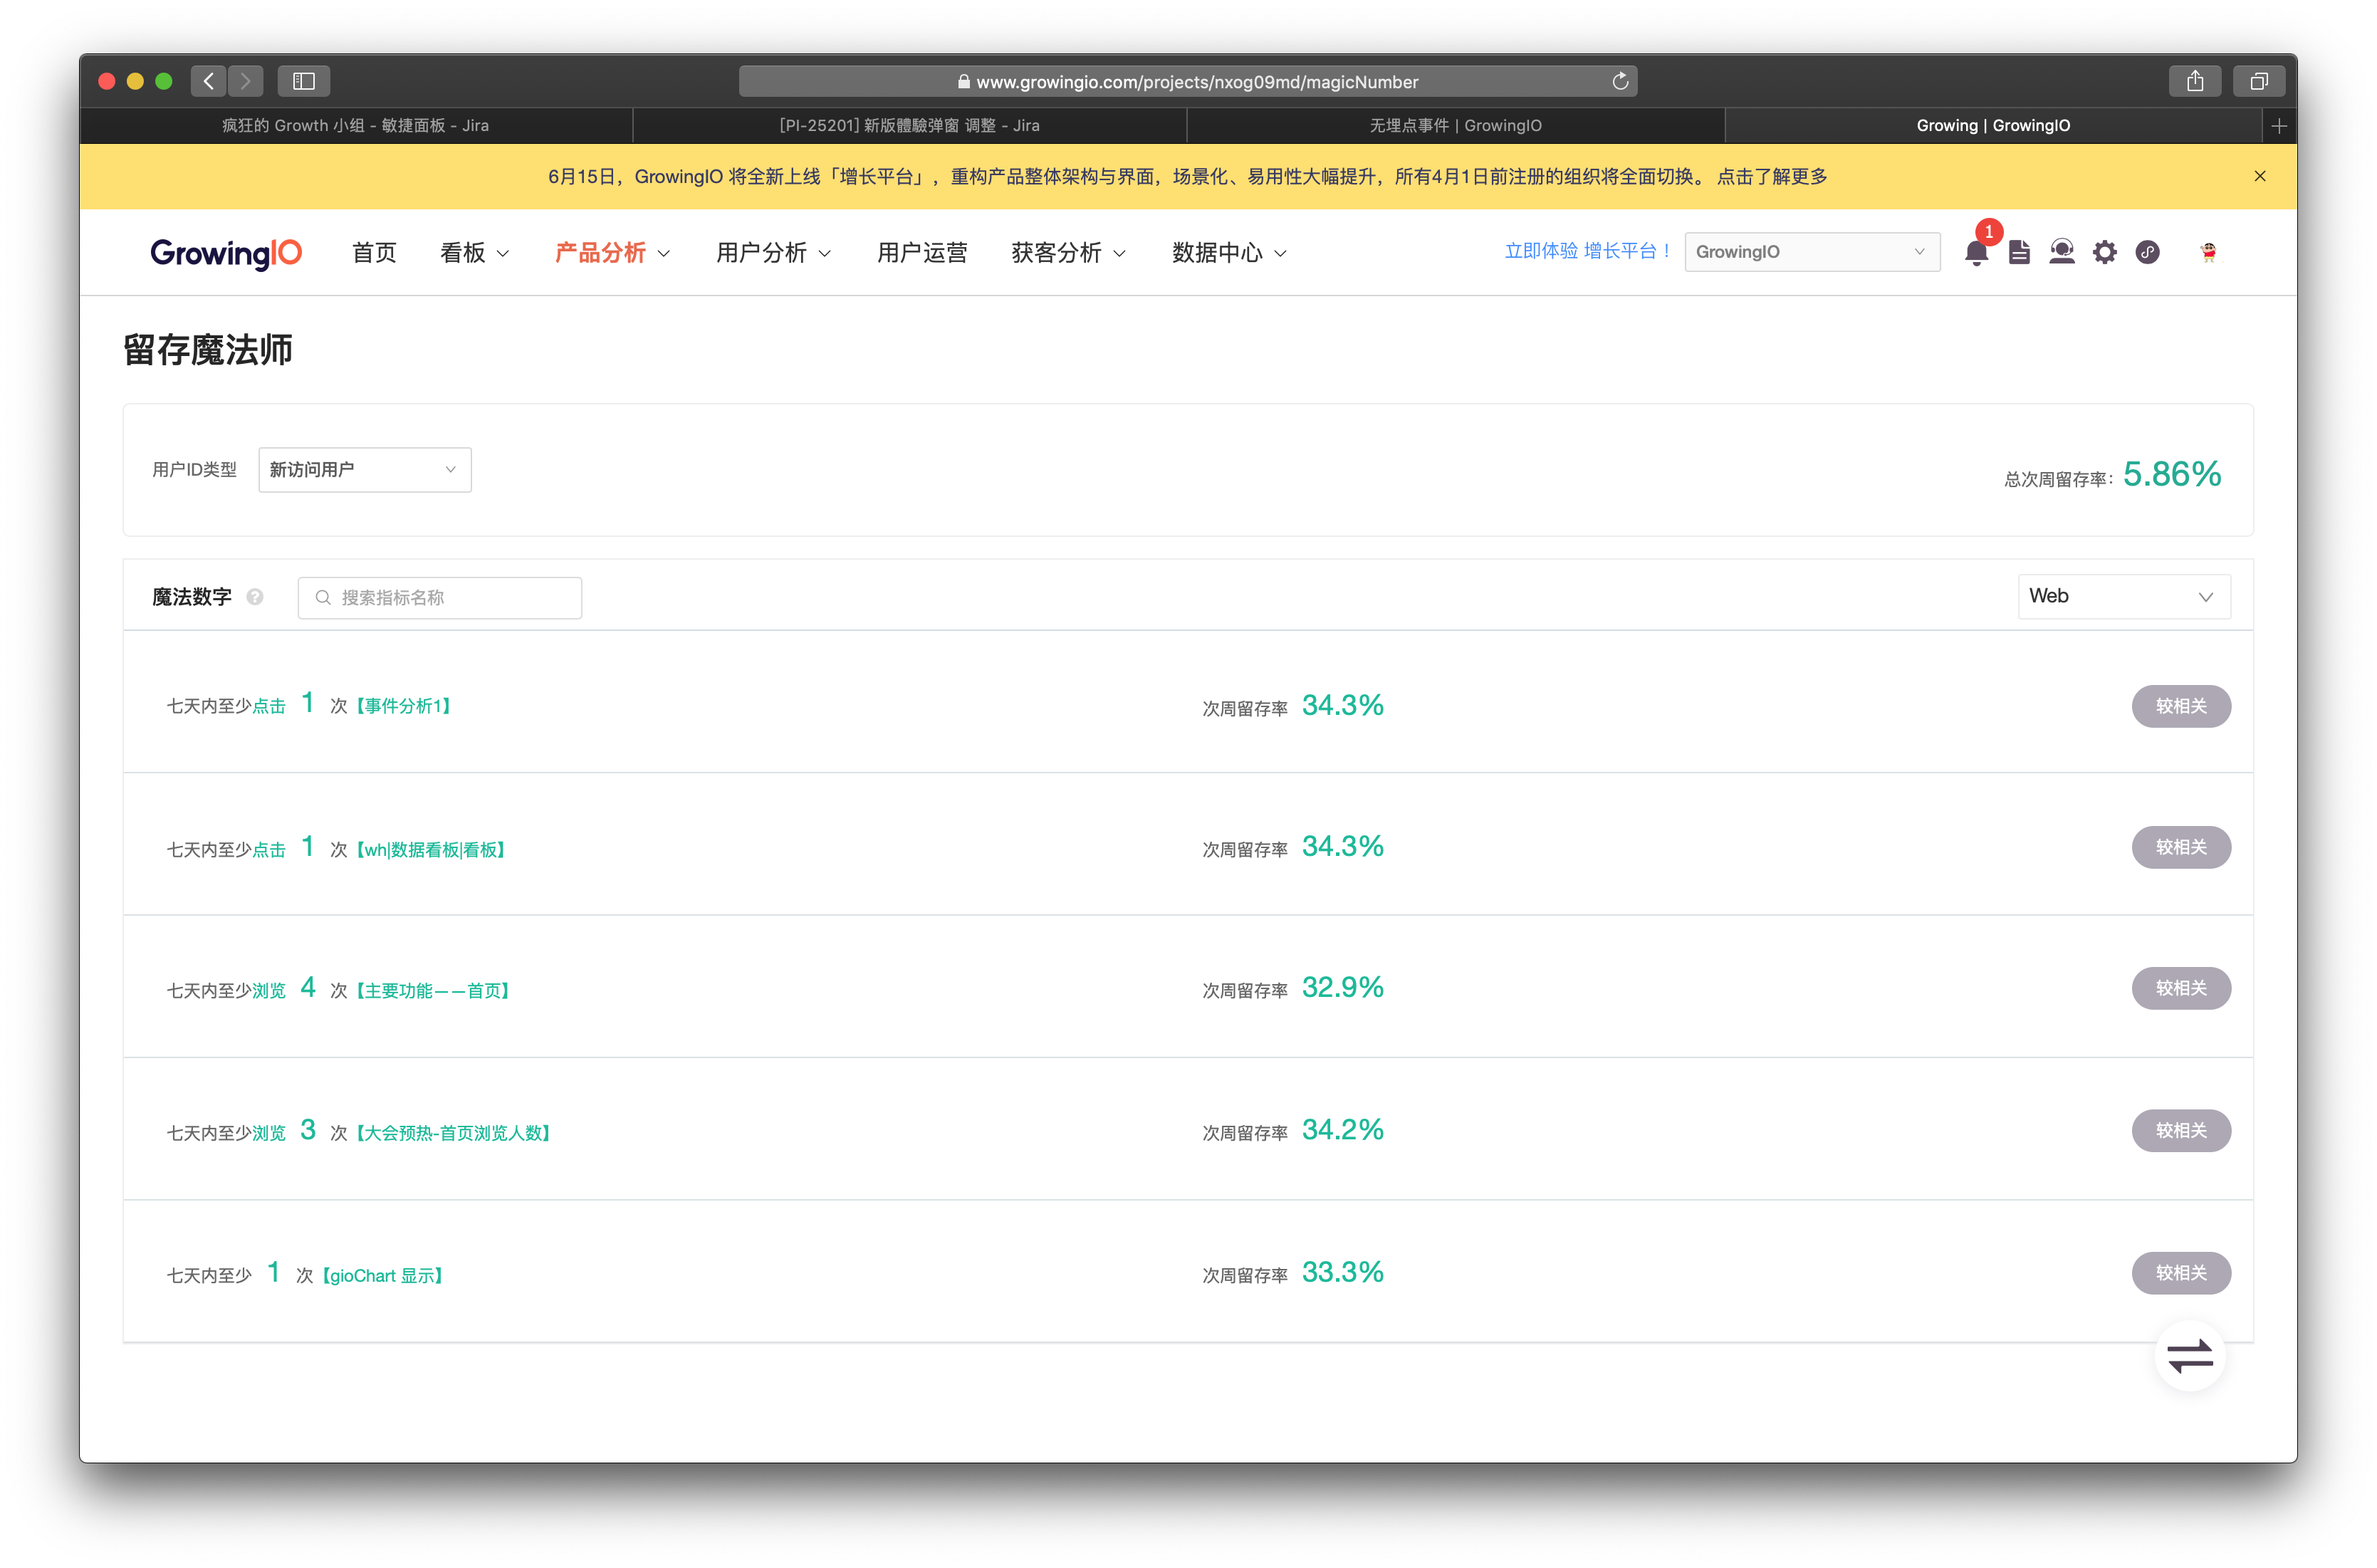 www.growingio.com/projects/nxog09md/magicNumber
疯狂的 Growth 小组 - 敏捷面板 - Jira
[PI-25201] 新版體驗弹窗 调整 - Jira
无埋点事件 | GrowingIO
Growing | GrowingIO
6月15日，GrowingIO 将全新上线「增长平台」，重构产品整体架构与界面，场景化、易用性大幅提升，所有4月1日前注册的组织将全面切换。 点击了解更多
GrowingIO 首页 看板 产品分析 用户分析 用户运营 获客分析 数据中心 立即体验 增长平台！ GrowingIO 1
留存魔法师
用户ID类型 新访问用户 总次周留存率：5.86%
魔法数字 ? 搜索指标名称 Web
七天内至少点击 1 次【事件分析1】 次周留存率 34.3% 较相关
七天内至少点击 1 次【wh|数据看板|看板】 次周留存率 34.3% 较相关
七天内至少浏览 4 次【主要功能——首页】 次周留存率 32.9% 较相关
七天内至少浏览 3 次【大会预热-首页浏览人数】 次周留存率 34.2% 较相关
七天内至少 1 次【gioChart 显示】 次周留存率 33.3% 较相关